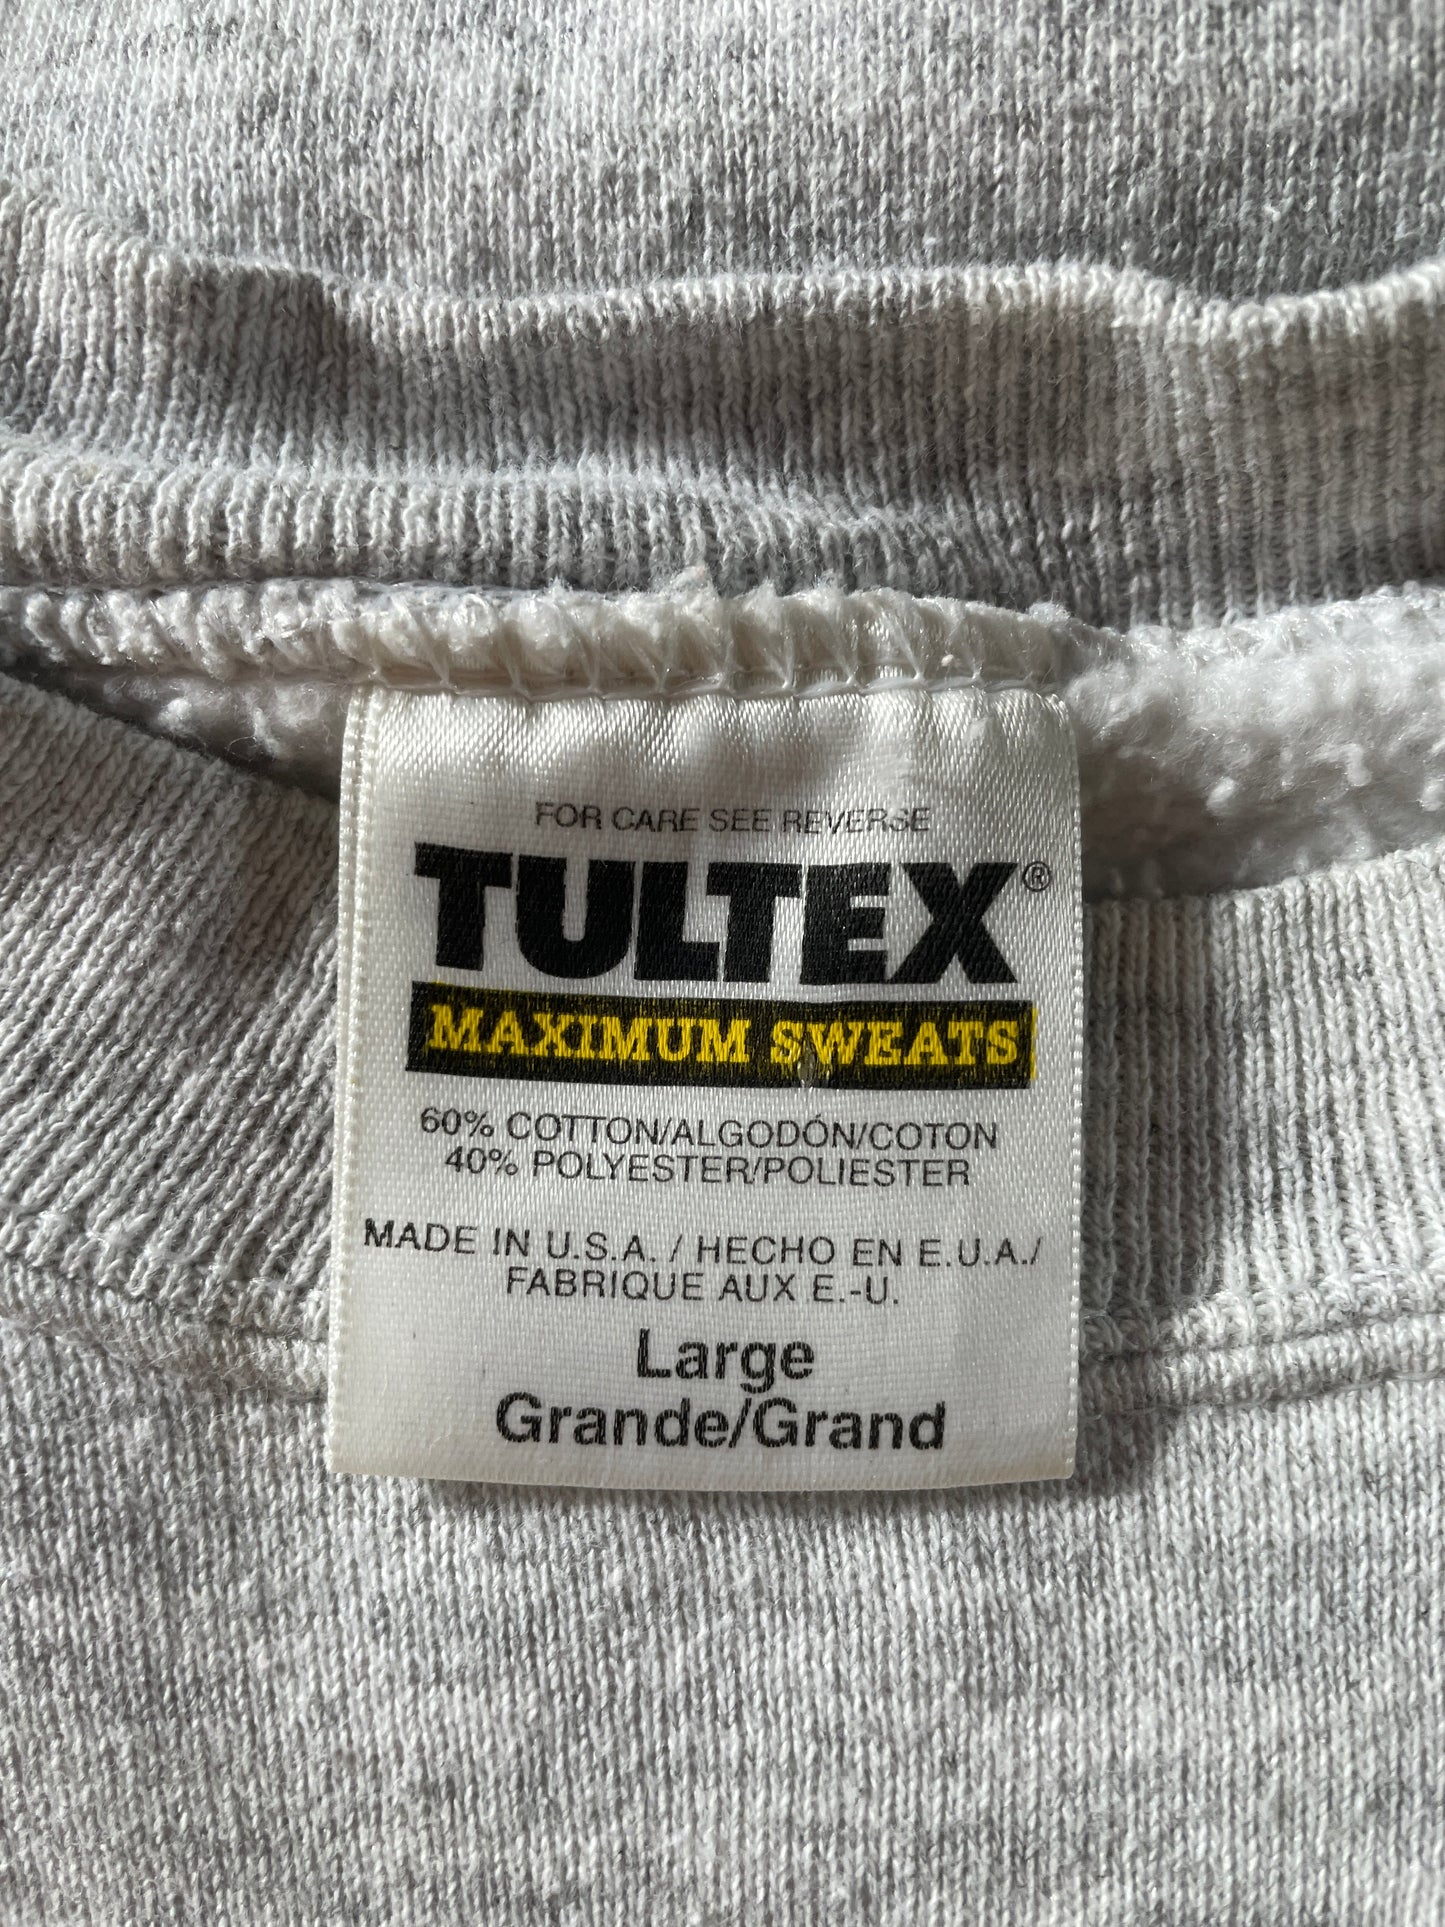 FOR CARE SEE REVERSE
TULTEX®
MAXIMUM SWEATS
60% COTTON/ALGODÓN/COTON
40% POLYESTER/POLIESTER
MADE IN U.S.A. / HECHO EN E.U.A./
FABRIQUE AUX E.-U.
Large
Grande/Grand